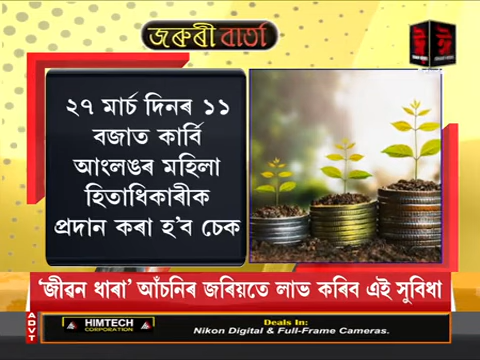 জৰুৰী বাৰ্তা
২৭ মাৰ্চ দিনৰ ১১
বজাত কাৰ্বি
আংলঙৰ মহিলা
হিতাধিকাৰীক
প্ৰদান কৰা হ'ব চেক
‘জীৱন ধাৰা’ আঁচনিৰ জৰিয়তে লাভ কৰিব এই সুবিধা
ADVT
HIMTECH
CORPORATION
Deals In:
Nikon Digital & Full-Frame Cameras.